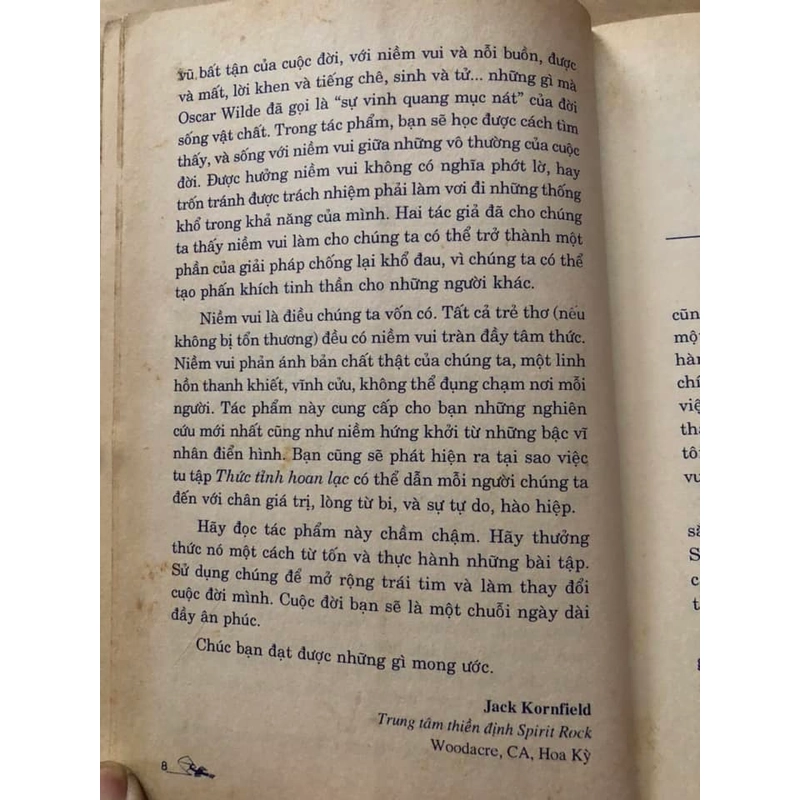 vũ bất tận của cuộc đời, với niềm vui và nỗi buồn, được
và mất, lời khen và tiếng chê, sinh và tử... những gì mà
Oscar Wilde đã gọi là “sự vinh quang mục nát” của đời
sống vật chất. Trong tác phẩm, bạn sẽ học được cách tìm
thấy, và sống với niềm vui giữa những vô thường của cuộc
đời. Được hưởng niềm vui không có nghĩa phớt lờ, hay
trốn tránh được trách nhiệm phải làm vơi đi những thống
khổ trong khả năng của mình. Hai tác giả đã cho chúng
ta thấy niềm vui làm cho chúng ta có thể trở thành một
phần của giải pháp chống lại khổ đau, vì chúng ta có thể
tạo phấn khích tinh thần cho những người khác.
Niềm vui là điều chúng ta vốn có. Tất cả trẻ thơ (nếu
không bị tổn thương) đều có niềm vui tràn đầy tâm thức.
Niềm vui phản ánh bản chất thật của chúng ta, một linh
hồn thanh khiết, vĩnh cửu, không thể đụng chạm nơi mỗi
người. Tác phẩm này cung cấp cho bạn những nghiên
cứu mới nhất cũng như niềm hứng khởi từ những bậc vĩ
nhân điển hình. Bạn cũng sẽ phát hiện ra tại sao việc
tu tập Thức tỉnh hoan lạc có thể dẫn mỗi người chúng ta
đến với chân giá trị, lòng từ bi, và sự tự do, hào hiệp.
Hãy đọc tác phẩm này chầm chậm. Hãy thưởng
thức nó một cách từ tốn và thực hành những bài tập.
Sử dụng chúng để mở rộng trái tim và làm thay đổi
cuộc đời mình. Cuộc đời bạn sẽ là một chuỗi ngày dài
đầy ân phúc.
Chúc bạn đạt được những gì mong ước.
Jack Kornfield
Trung tâm thiền định Spirit Rock
Woodacre, CA, Hoa Kỳ
8
cũn
một
hàn
chí
việ
thà
tôi
vu